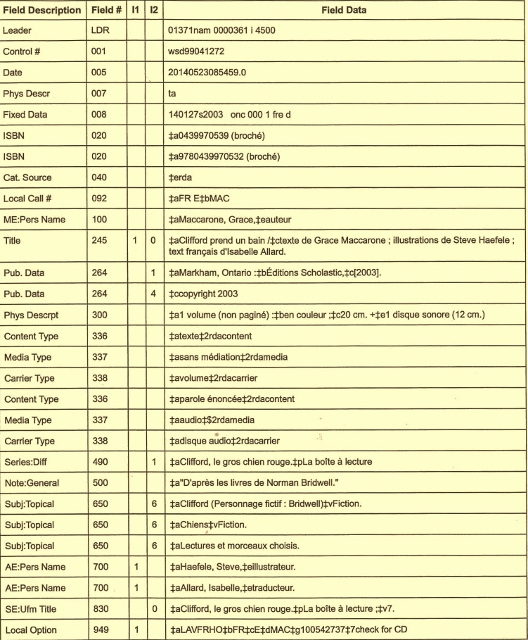 Field Description Field # I1 I2 Field Data
Leader LDR 01371nam 0000361 i 4500
Control # 001 wsd99041272
Date 005 20140523085459.0
Phys Descr 007 ta
Fixed Data 008 140127s2003 onc 000 1 fre d
ISBN 020 ‡a0439970539 (broché)
ISBN 020 ‡a9780439970532 (broché)
Cat. Source 040 ‡erda
Local Call # 092 ‡aFR E‡bMAC
ME:Pers Name 100 ‡aMaccarone, Grace,‡eauteur
Title 245 1 0 ‡aClifford prend un bain /‡ctexte de Grace Maccarone ; illustrations de Steve Haefele ;
text français d'Isabelle Allard.
Pub. Data 264 1 ‡aMarkham, Ontario :‡bÉditions Scholastic,‡c[2003].
Pub. Data 264 4 ‡ccopyright 2003
Phys Descrpt 300 ‡a1 volume (non paginé) :‡ben couleur ;‡c20 cm. +‡e1 disque sonore (12 cm.)
Content Type 336 ‡atexte‡2rdacontent
Media Type 337 ‡asans médiation‡2rdamedia
Carrier Type 338 ‡avolume‡2rdacarrier
Content Type 336 ‡aparole énoncée‡2rdacontent
Media Type 337 ‡aaudio‡$2rdamedia
Carrier Type 338 ‡adisque audio‡2rdacarrier
Series:Diff 490 1 ‡aClifford, le gros chien rouge.‡pLa boîte à lecture
Note:General 500 ‡a"D'après les livres de Norman Bridwell."
Subj:Topical 650 6 ‡aClifford (Personnage fictif : Bridwell)‡vFiction.
Subj:Topical 650 6 ‡aChiens‡vFiction.
Subj:Topical 650 6 ‡aLectures et morceaux choisis.
AE:Pers Name 700 1 ‡aHaefele, Steve,‡eillustrateur.
AE:Pers Name 700 1 ‡aAllard, Isabelle,‡etraducteur.
SE:Ufm Title 830 0 ‡aClifford, le gros chien rouge.‡pLa boîte à lecture ;‡v7.
Local Option 949 1 ‡aLAVFRHO‡bFR‡cE‡dMAC‡g100542737‡7check for CD